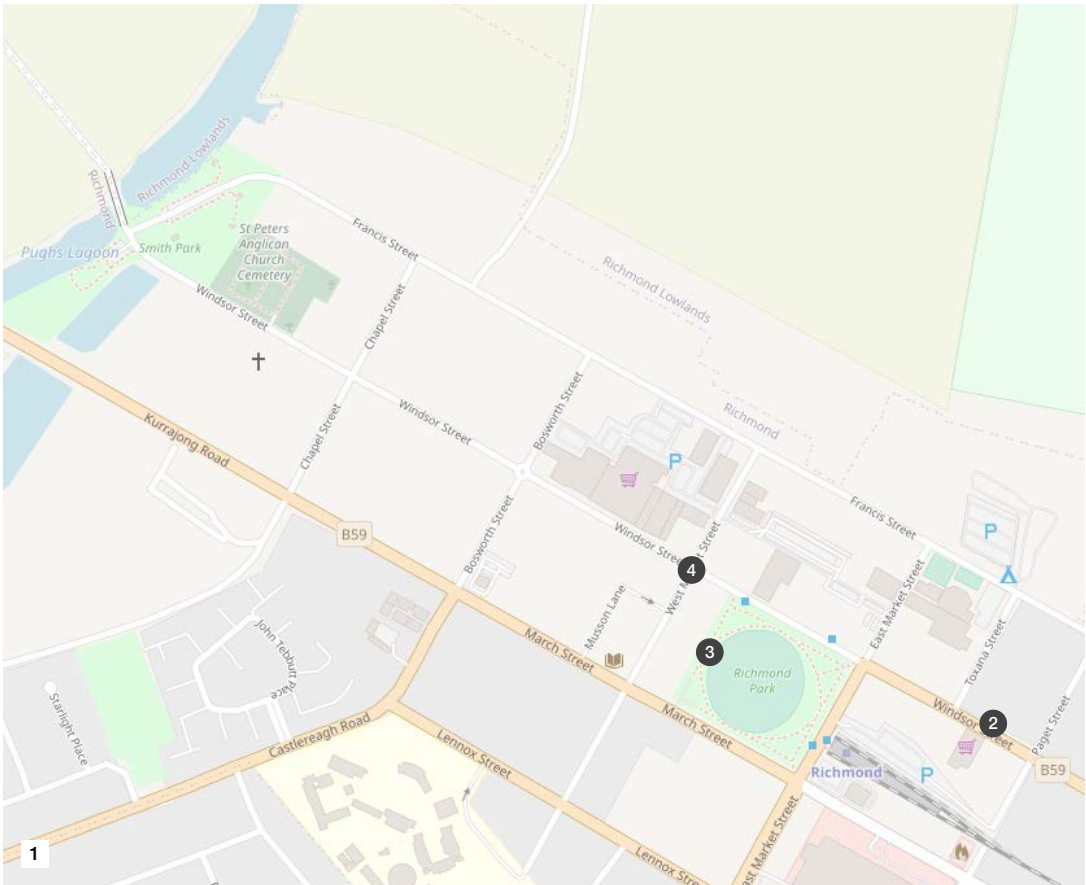 Richmond Lowlands
Richmond
Pughs Lagoon
Smith Park
St Peters
Anglican
Church
Cemetery
Francis Street
Windsor Street
Chapel Street
Richmond Lowlands
Kurrajong Road
Chapel Street
Windsor Street
Bosworth Street
Richmond
P
B59
Bosworth Street
Windsor Street
West Market Street
4
Francis Street
P
East Market Street
Toxana Street
Musson Lane
March Street
3
Richmond
Park
March Street
John Tebbutt
Place
Starlight Place
Castlereagh Road
Lennox Street
Windsor Street
2
Paget Street
B59
Richmond
P
East Market Street
Lennox Street
1